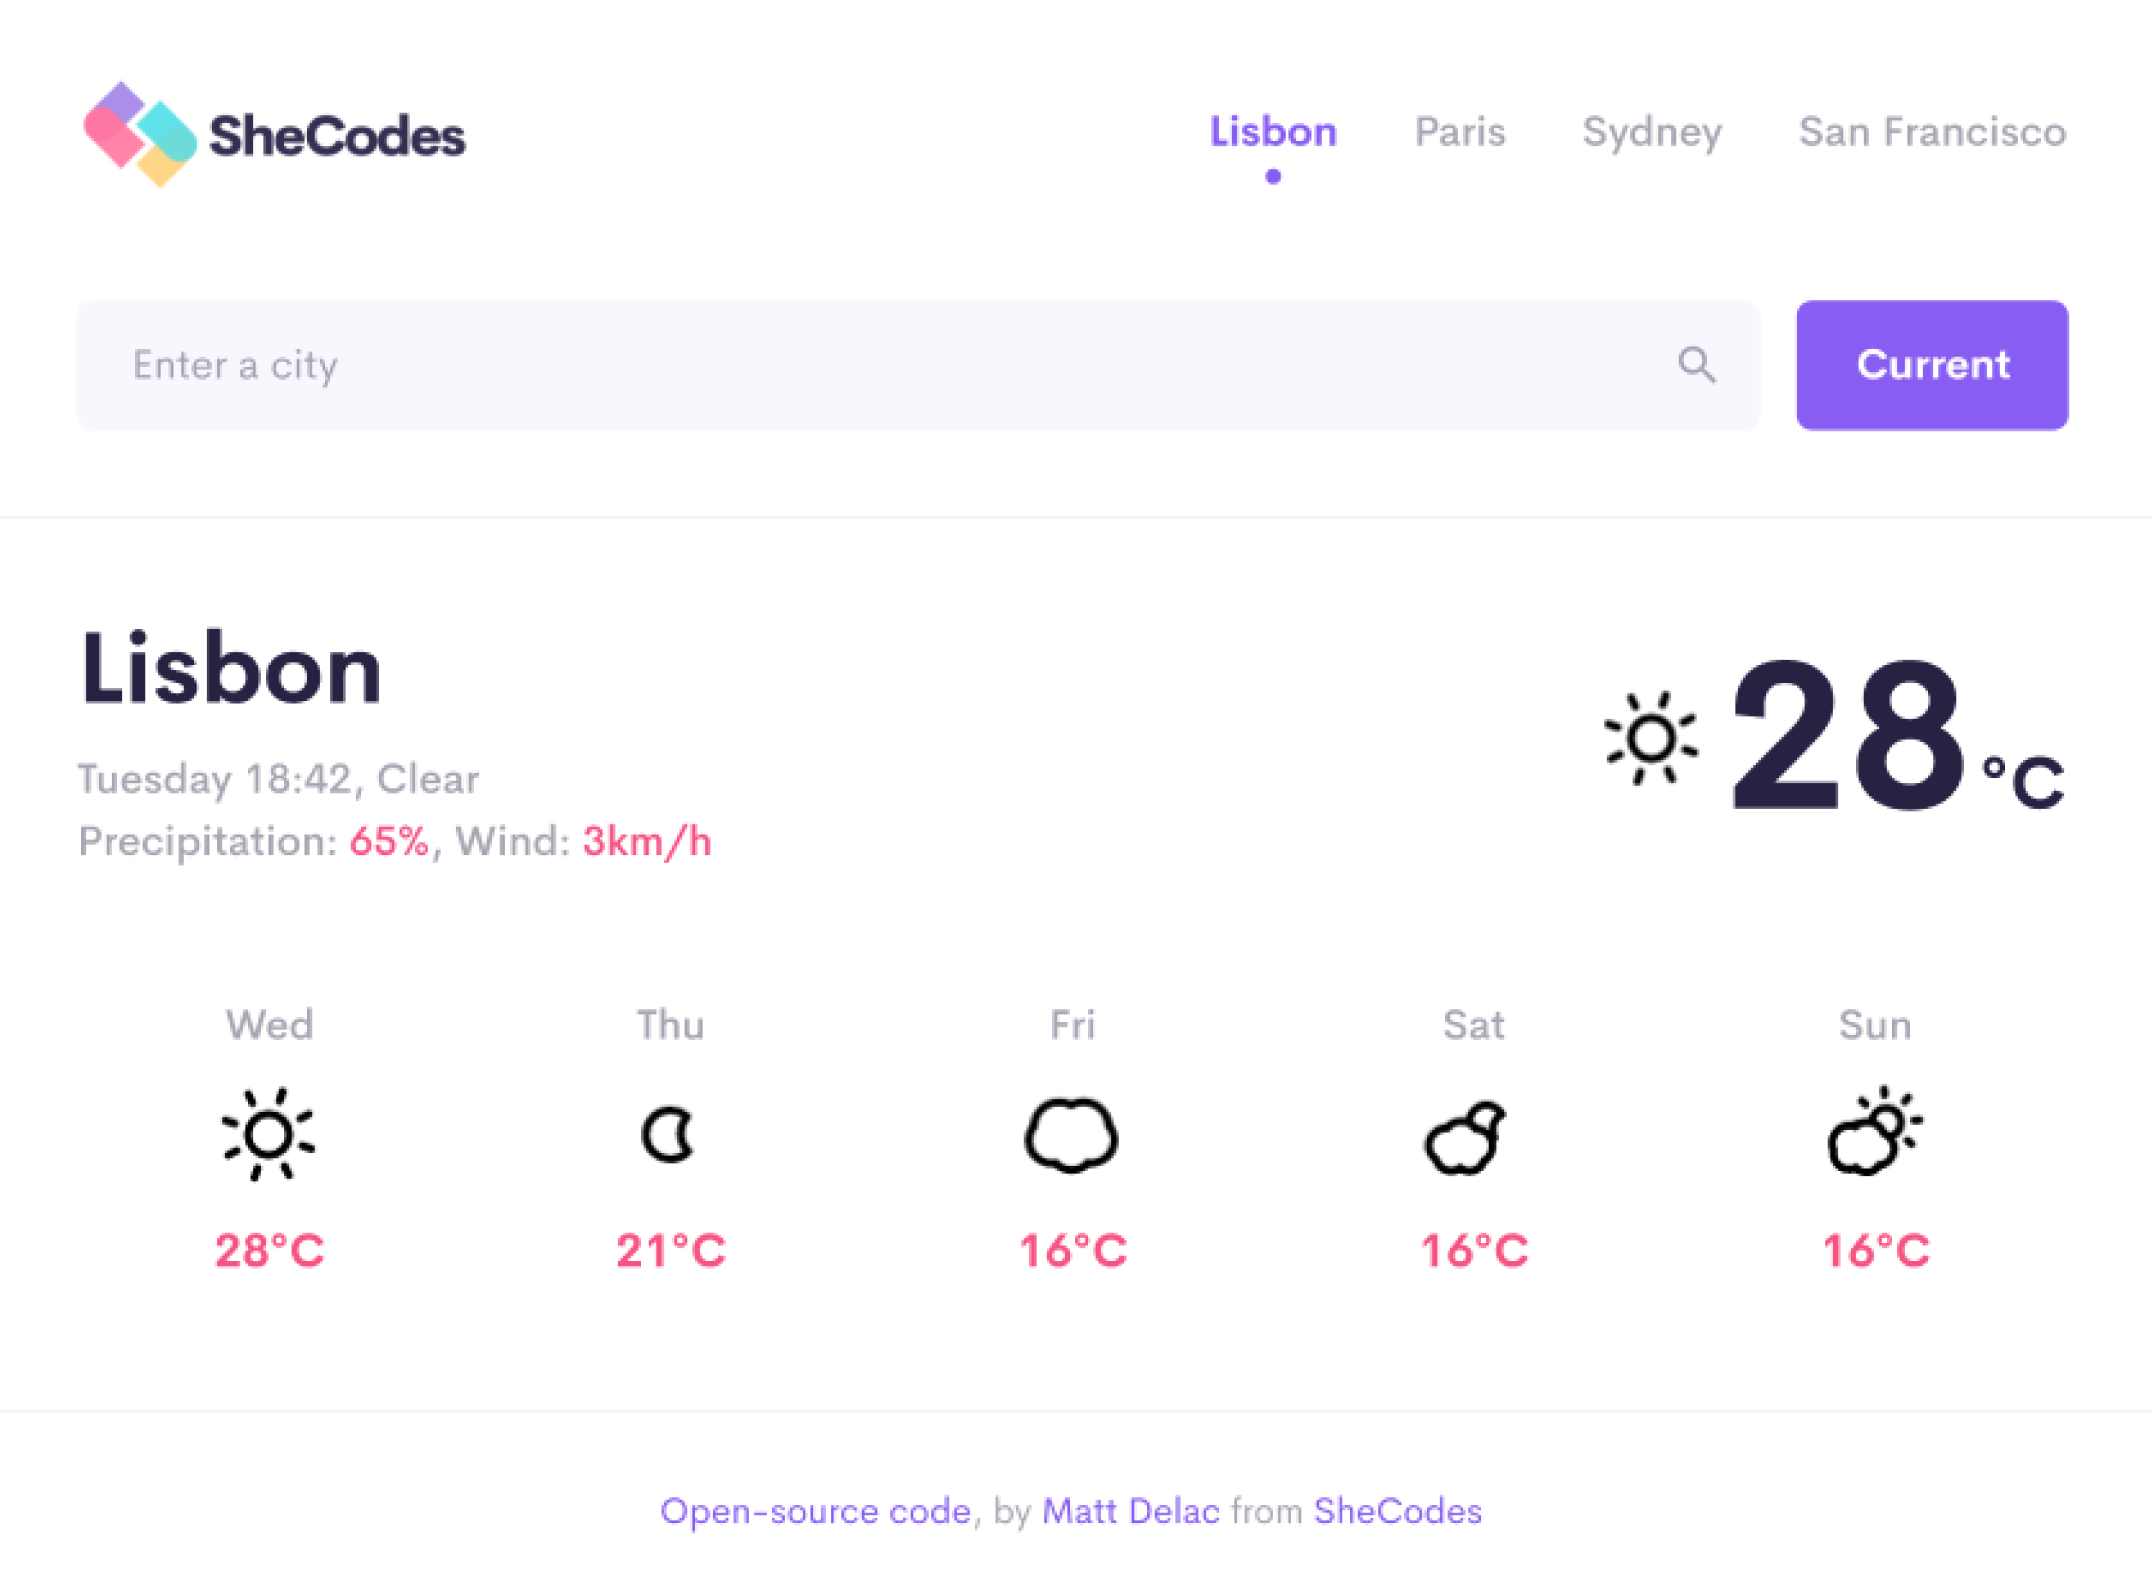 SheCodes
Lisbon Paris Sydney San Francisco
Enter a city
Current
Lisbon
28 °C
Tuesday 18:42, Clear
Precipitation: 65%, Wind: 3km/h
Wed Thu Fri Sat Sun
28°C 21°C 16°C 16°C 16°C
Open-source code, by Matt Delac from SheCodes